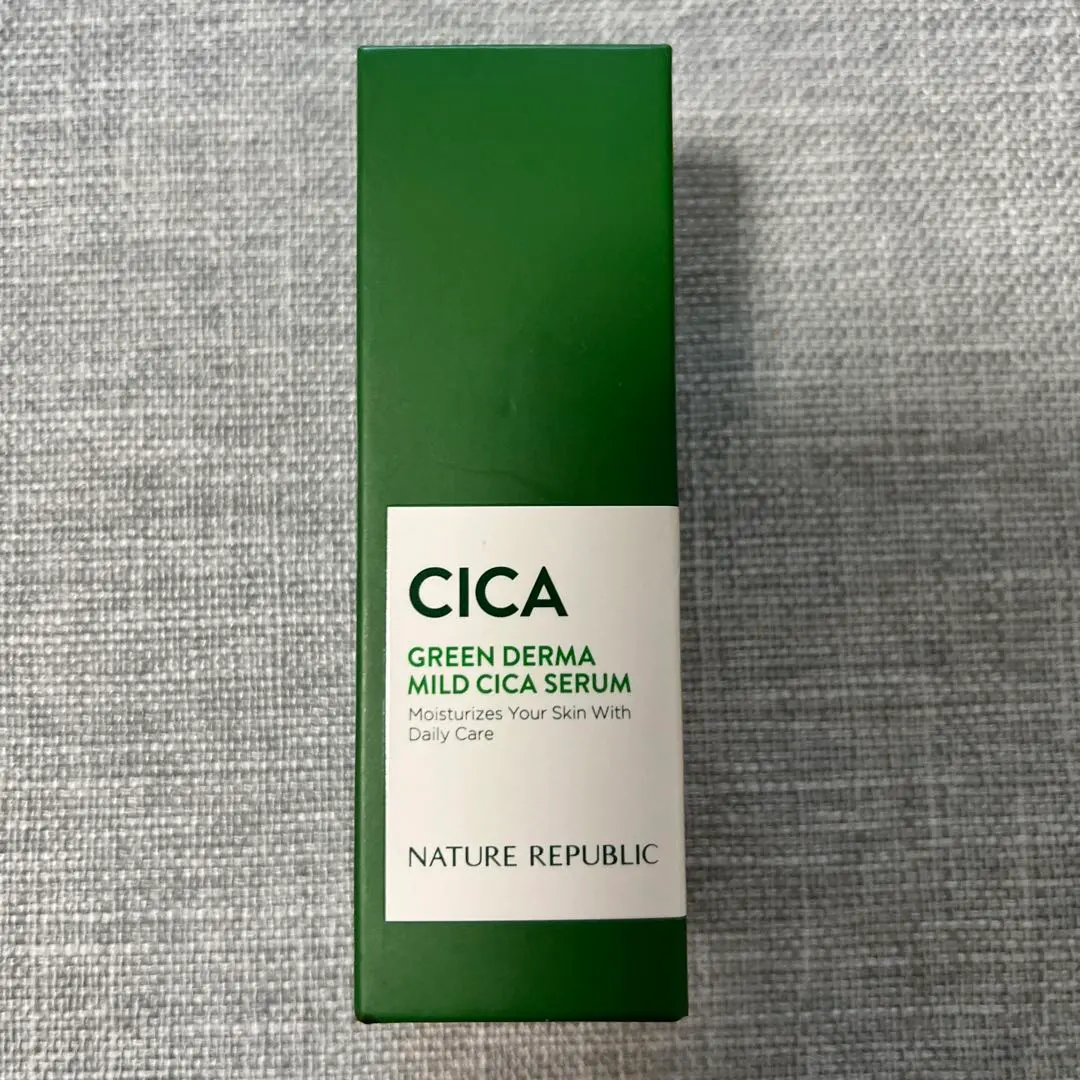 CICA
GREEN DERMA
MILD CICA SERUM
Moisturizes Your Skin With
Daily Care
NATURE REPUBLIC